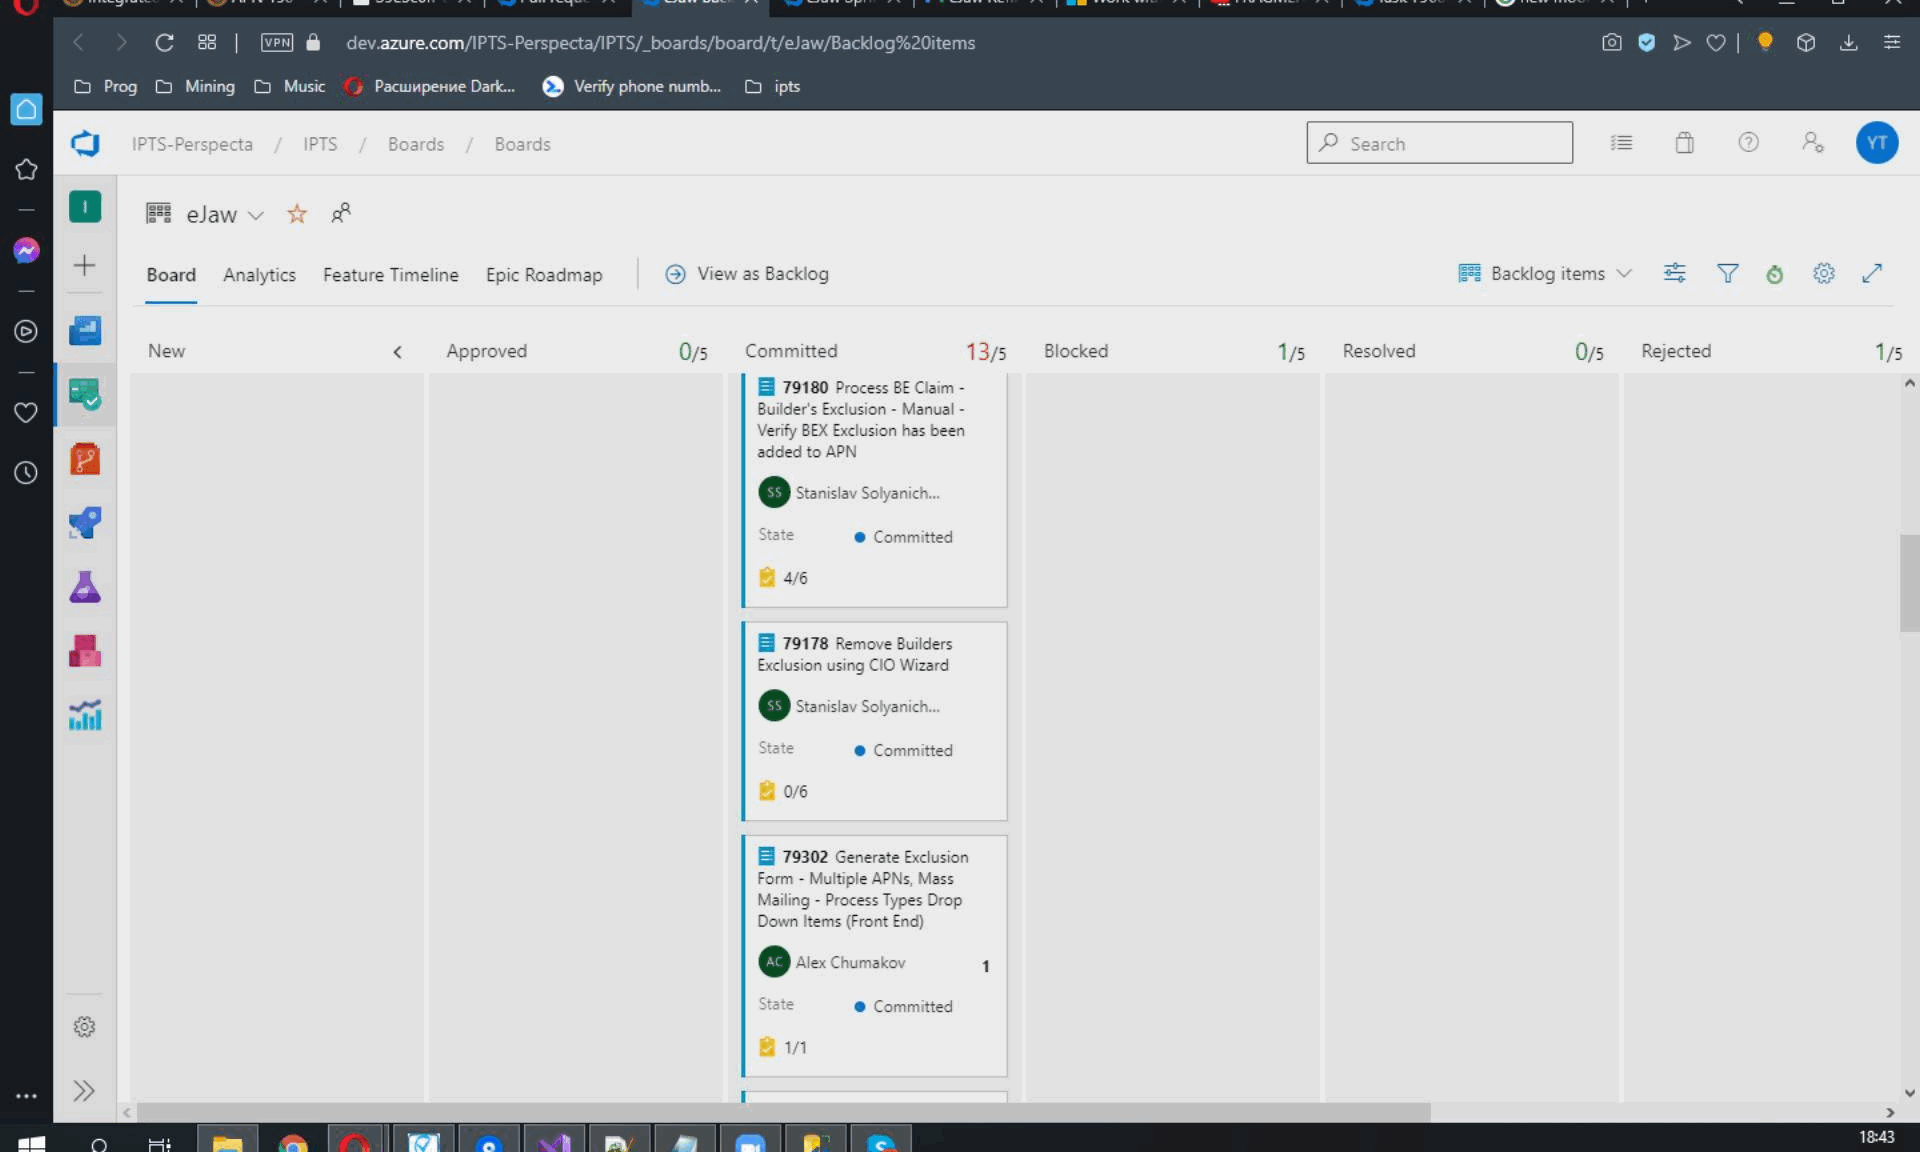 VPN
dev.azure.com/IPTS-Perspecta/IPTS/_boards/board/t/eJaw/Backlog%20items
Prog
Mining
Music
Расширение Dark...
Verify phone numb...
ipts
IPTS-Perspecta / IPTS / Boards / Boards
Search
YT
I
eJaw
Board
Analytics
Feature Timeline
Epic Roadmap
View as Backlog
Backlog items
New
Approved 0/5
Committed 13/5
Blocked 1/5
Resolved 0/5
Rejected 1/5
79180 Process BE Claim -
Builder's Exclusion - Manual -
Verify BEX Exclusion has been
added to APN
SS Stanislav Solyanich...
State Committed
4/6
79178 Remove Builders
Exclusion using CIO Wizard
SS Stanislav Solyanich...
State Committed
0/6
79302 Generate Exclusion
Form - Multiple APNs, Mass
Mailing - Process Types Drop
Down Items (Front End)
AC Alex Chumakov 1
State Committed
1/1
18:43